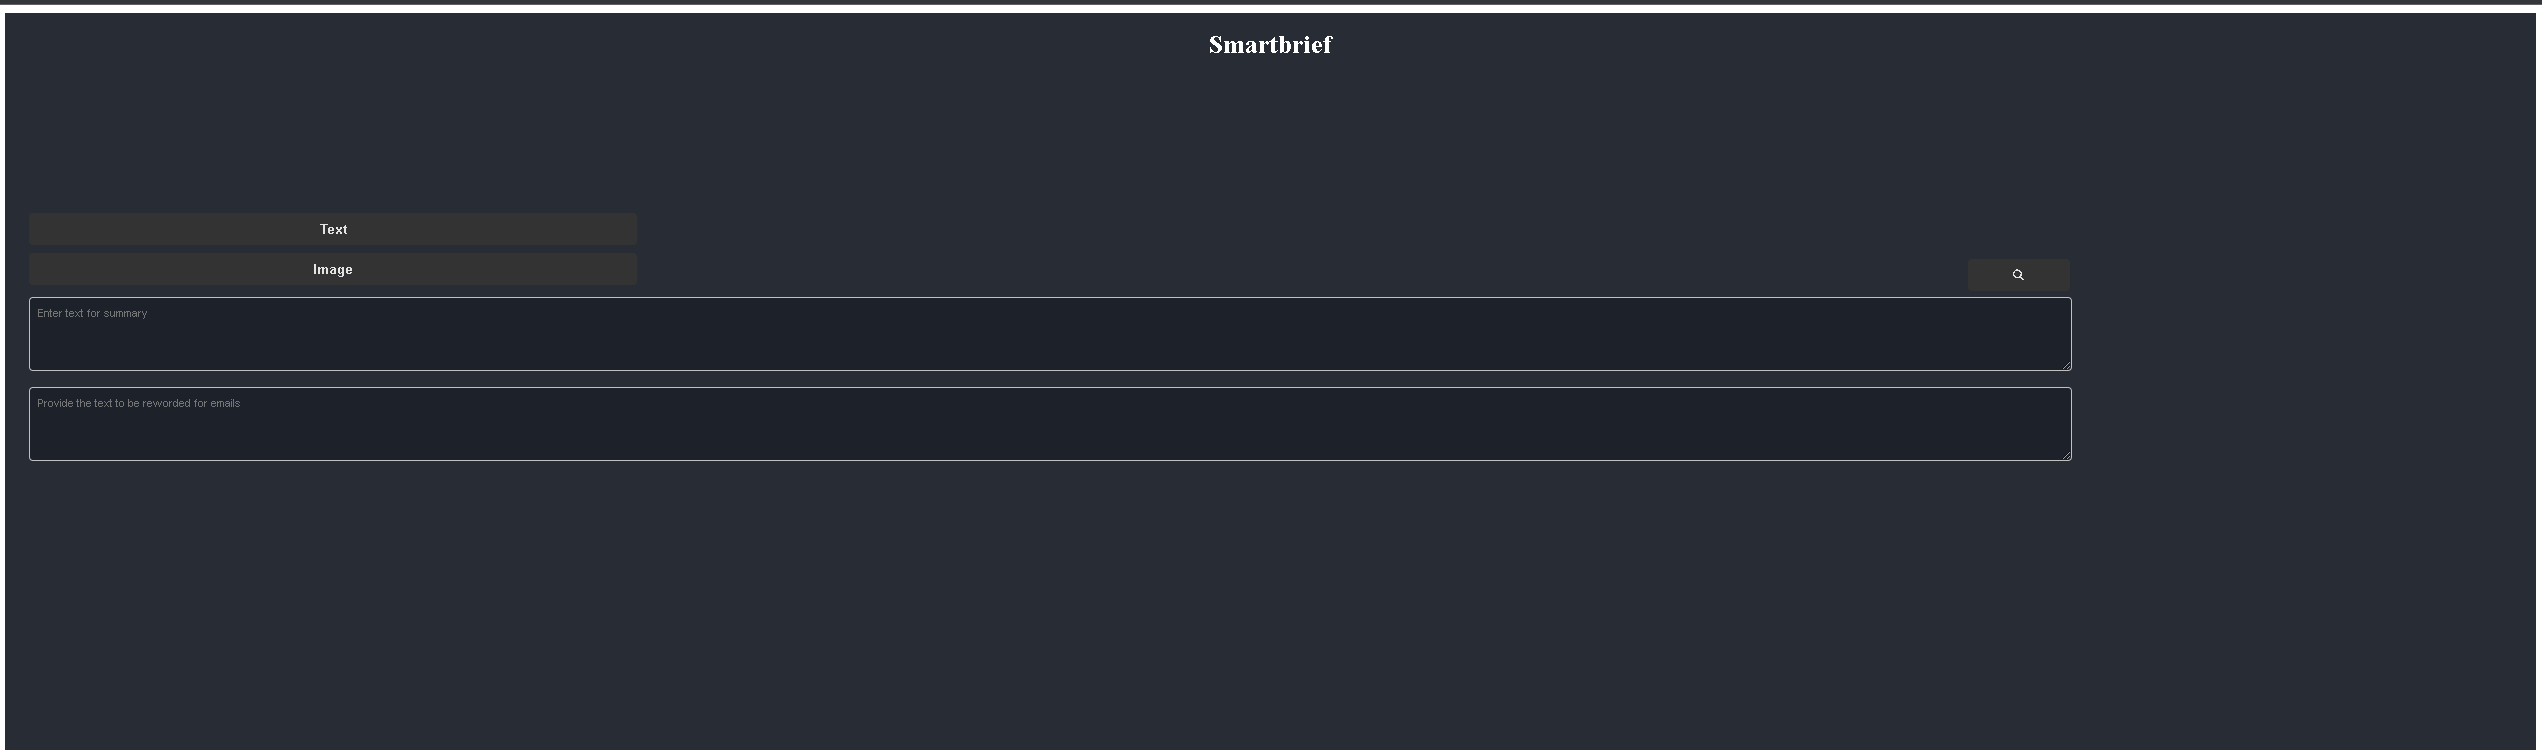 Smartbrief
Text
Image
Enter text for summary
Provide the text to be reworded for emails